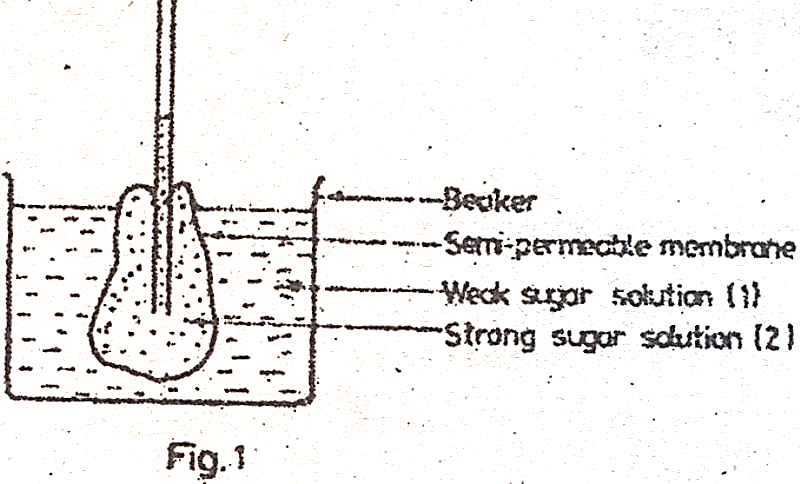 Beaker
Semi-permeable membrane
Weak sugar solution (1)
Strong sugar solution (2)
Fig. 1